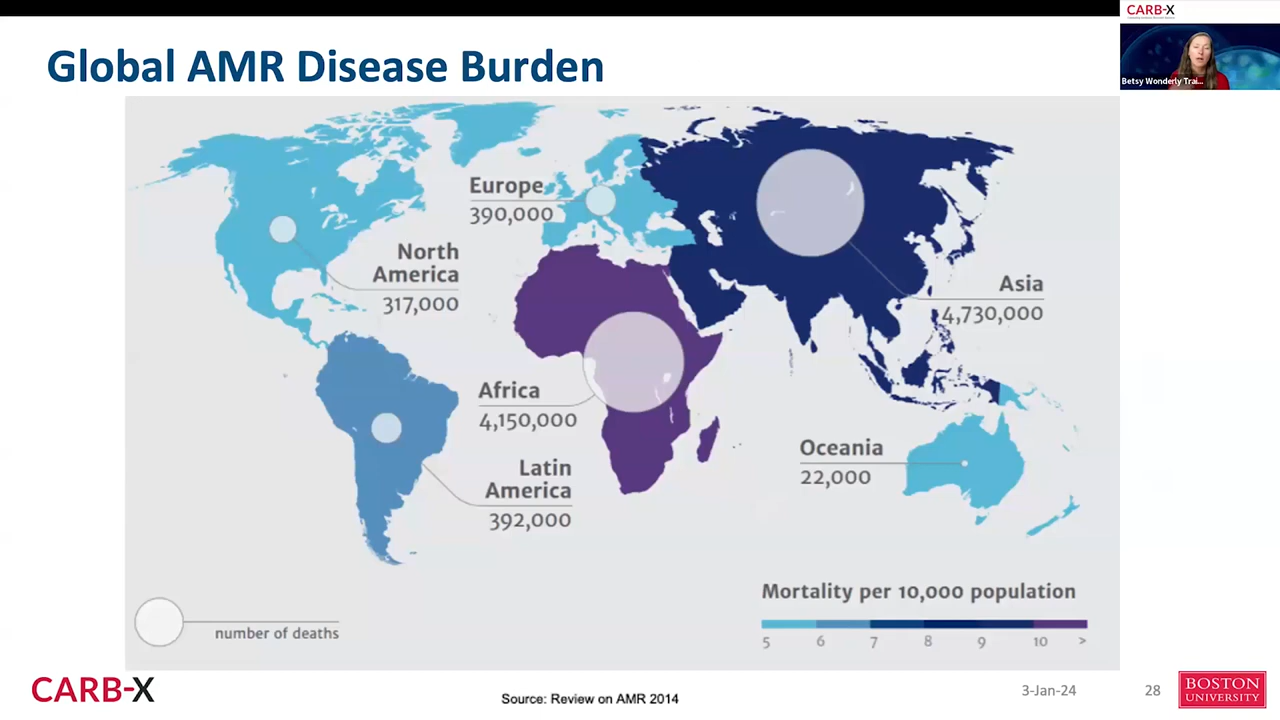 Global AMR Disease Burden
CARB-X
Betsy Wonderly Trai...
Europe
390,000
North
America
317,000
Asia
4,730,000
Africa
4,150,000
Latin
America
392,000
Oceania
22,000
number of deaths
Mortality per 10,000 population
5 6 7 8 9 10 >
CARB-X
Source: Review on AMR 2014
3-Jan-24
28
BOSTON
UNIVERSITY